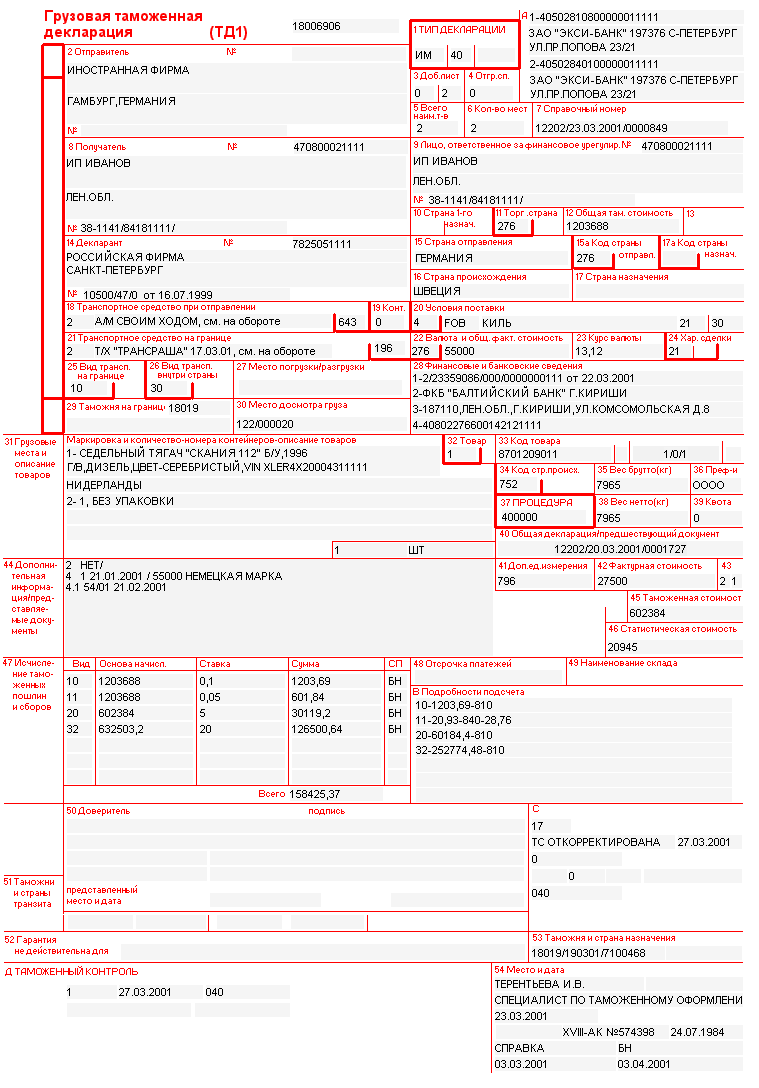 Грузовая таможенная
декларация (ТД1)
18006906
1 ТИП ДЕКЛАРАЦИИ
ИМ 40
А 1-40502810800000011111
ЗАО "ЭКСИ-БАНК" 197376 С-ПЕТЕРБУРГ
УЛ.ПР.ПОПОВА 23/21
2-40502840100000011111
ЗАО "ЭКСИ-БАНК" 197376 С-ПЕТЕРБУРГ
УЛ.ПР.ПОПОВА 23/21
2 Отправитель №
ИНОСТРАННАЯ ФИРМА
ГАМБУРГ,ГЕРМАНИЯ
№
3 Доб.лист 4 Отгр.сп.
0 2 0
5 Всего наим.т-в 6 Кол-во мест 7 Справочный номер
2 2 12202/23.03.2001/0000849
8 Получатель № 470800021111
ИП ИВАНОВ
ЛЕН.ОБЛ.
№ 38-1141/84181111/
9 Лицо, ответственное за финансовое урегулир. № 470800021111
ИП ИВАНОВ
ЛЕН.ОБЛ.
№ 38-1141/84181111/
10 Страна 1-го назнач. 11 Торг.страна 12 Общая там. стоимость 13
276 1203688
14 Декларант № 7825051111
РОССИЙСКАЯ ФИРМА
САНКТ-ПЕТЕРБУРГ
№ 10500/47/0 от 16.07.1999
15 Страна отправления 15а Код страны отправл. 17а Код страны назнач.
ГЕРМАНИЯ 276
16 Страна происхождения 17 Страна назначения
ШВЕЦИЯ
18 Транспортное средство при отправлении 19 Конт. 20 Условия поставки
2 А/М СВОИМ ХОДОМ, см. на обороте 643 0 4 FOB КИЛЬ 21 30
21 Транспортное средство на границе 22 Валюта и общ. факт. стоимость 23 Курс валюты 24 Хар. сделки
2 Т/Х "ТРАНСРАША" 17.03.01, см. на обороте 196 276 55000 13,12 21
25 Вид трансп. на границе 26 Вид трансп. внутри страны 27 Место погрузки/разгрузки
10 30
28 Финансовые и банковские сведения
1-2/23359086/000/0000000111 от 22.03.2001
2-ФКБ "БАЛТИЙСКИЙ БАНК" Г.КИРИШИ
3-187110,ЛЕН.ОБЛ.,Г.КИРИШИ,УЛ.КОМСОМОЛЬСКАЯ Д.8
4-40802276600142121111
29 Таможня на границе 18019 30 Место досмотра груза
122/000020
31 Грузовые места и описание товаров
Маркировка и количество-номера контейнеров-описание товаров
1- СЕДЕЛЬНЫЙ ТЯГАЧ "СКАНИЯ 112" Б/У,1996
Г/В,ДИЗЕЛЬ,ЦВЕТ-СЕРЕБРИСТЫЙ,VIN XLER4X20004311111
НИДЕРЛАНДЫ
2- 1, БЕЗ УПАКОВКИ
1 ШТ
32 Товар 33 Код товара
1 8701209011 1/0/1
34 Код стр.происх. 35 Вес брутто(кг) 36 Преф-и
752 7965 ОООО
37 ПРОЦЕДУРА 38 Вес нетто(кг) 39 Квота
400000 7965 0
40 Общая декларация/предшествующий документ
12202/20.03.2001/0001727
41Доп.ед.измерения 42 Фактурная стоимость 43
796 27500 2 1
44 Дополнительная информация/представляемые документы
2 НЕТ/
4 1 21.01.2001 / 55000 НЕМЕЦКАЯ МАРКА
4.1 54/01 21.02.2001
45 Таможенная стоимост
602384
46 Статистическая стоимость
20945
47 Исчисление таможенных пошлин и сборов
Вид Основа начисл. Ставка Сумма СП
10 1203688 0,1 1203,69 БН
11 1203688 0,05 601,84 БН
20 602384 5 30119,2 БН
32 632503,2 20 126500,64 БН
Всего 158425,37
48 Отсрочка платежей 49 Наименование склада
В Подробности подсчета
10-1203,69-810
11-20,93-840-28,76
20-60184,4-810
32-252774,48-810
50 Доверитель подпись
представленный
место и дата
С
17
ТС ОТКОРРЕКТИРОВАНА 27.03.2001
0
0
040
51 Таможни и страны транзита
52 Гарантия
не действительна для
53 Таможня и страна назначения
18019/190301/7100468
Д ТАМОЖЕННЫЙ КОНТРОЛЬ
1 27.03.2001 040
54 Место и дата
ТЕРЕНТЬЕВА И.В.
СПЕЦИАЛИСТ ПО ТАМОЖЕННОМУ ОФОРМЛЕНИ
23.03.2001
XVIII-АК №574398 24.07.1984
СПРАВКА БН
03.03.2001 03.04.2001